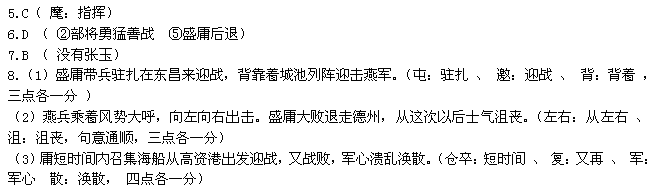 5.C（ 麾：指挥）
6.D （ ②部将勇猛善战  ⑤盛庸后退）
7.B （ 没有张玉）
8.（1）盛庸带兵驻扎在东昌来迎战，背靠着城池列阵迎击燕军。（屯：驻扎 、 邀：迎战 、 背：背着 ，
三点各一分 ）
（2）燕兵乘着风势大呼，向左向右出击。盛庸大败退走德州，从这次以后士气沮丧。（左右：从左右 、
沮：沮丧，句意通顺，三点各一分）
（3）庸短时间内召集海船从高资港出发迎战，又战败，军心溃乱涣散。（仓卒：短时间 、 复：又再 、 军：
军心  散：涣散， 四点各一分）